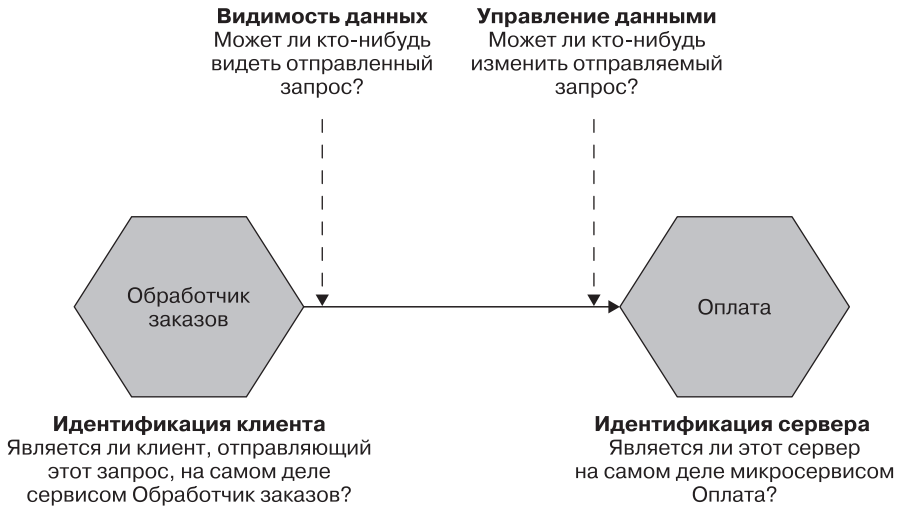 Видимость данных
Может ли кто-нибудь
видеть отправленный
запрос?
Управление данными
Может ли кто-нибудь
изменить отправляемый
запрос?
Обработчик
заказов
Оплата
Идентификация клиента
Является ли клиент, отправляющий
этот запрос, на самом деле
сервисом Обработчик заказов?
Идентификация сервера
Является ли этот сервер
на самом деле микросервисом
Оплата?